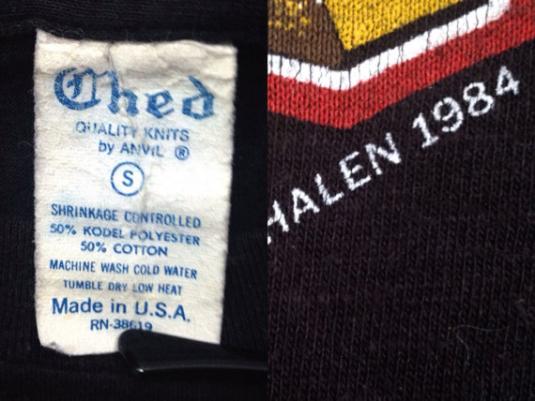 Ched
QUALITY KNITS
by ANVIL ®
S
SHRINKAGE CONTROLLED
50% KODEL POLYESTER
50% COTTON
MACHINE WASH COLD WATER
TUMBLE DRY LOW HEAT
Made in U.S.A.
RN-38619
HALEN 1984